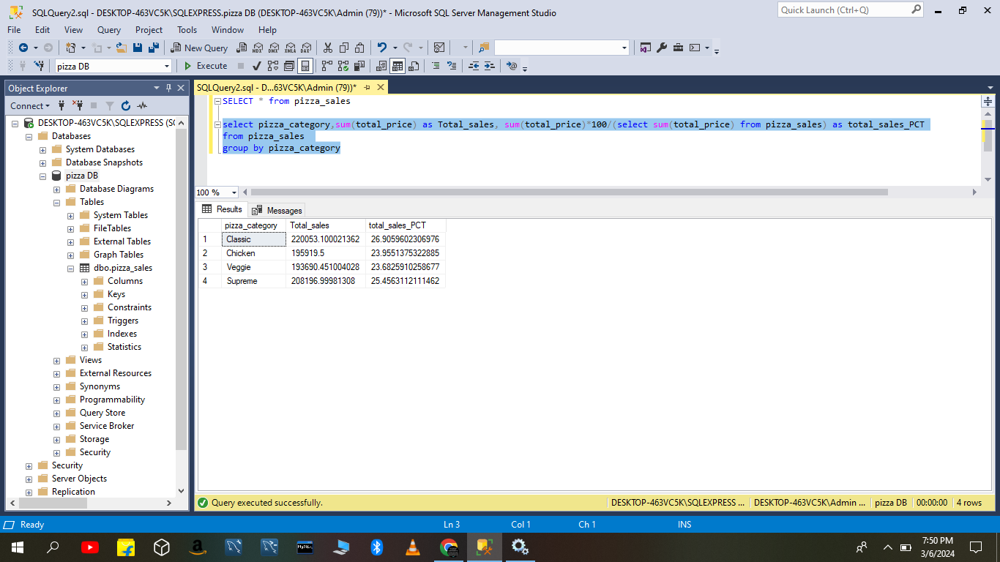 SQLQuery2.sql - DESKTOP-463VC5K\SQLEXPRESS.pizza DB (DESKTOP-463VC5K\Admin (79))* - Microsoft SQL Server Management Studio
Quick Launch (Ctrl+Q)
File Edit View Query Project Tools Window Help
New Query
MDX DMX XMLA DAX
pizza DB
Execute
Object Explorer
SQLQuery2.sql - D...63VC5K\Admin (79))*
Connect
DESKTOP-463VC5K\SQLEXPRESS (SQ
Databases
System Databases
Database Snapshots
pizza DB
Database Diagrams
Tables
System Tables
FileTables
External Tables
Graph Tables
dbo.pizza_sales
Columns
Keys
Constraints
Triggers
Indexes
Statistics
Views
External Resources
Synonyms
Programmability
Query Store
Service Broker
Storage
Security
Security
Server Objects
Replication
SELECT * from pizza_sales
select pizza_category,sum(total_price) as Total_sales, sum(total_price)*100/(select sum(total_price) from pizza_sales) as total_sales_PCT
from pizza_sales
group by pizza_category
100 %
Results Messages
pizza_category Total_sales total_sales_PCT
1 Classic 220053.100021362 26.9059602306976
2 Chicken 195919.5 23.9551375322885
3 Veggie 193690.451004028 23.6825910258677
4 Supreme 208196.99981308 25.4563112111462
Query executed successfully.
DESKTOP-463VC5K\SQLEXPRESS ... DESKTOP-463VC5K\Admin ... pizza DB 00:00:00 4 rows
Ready Ln 3 Col 1 Ch 1 INS
MySQL
7:50 PM
3/6/2024